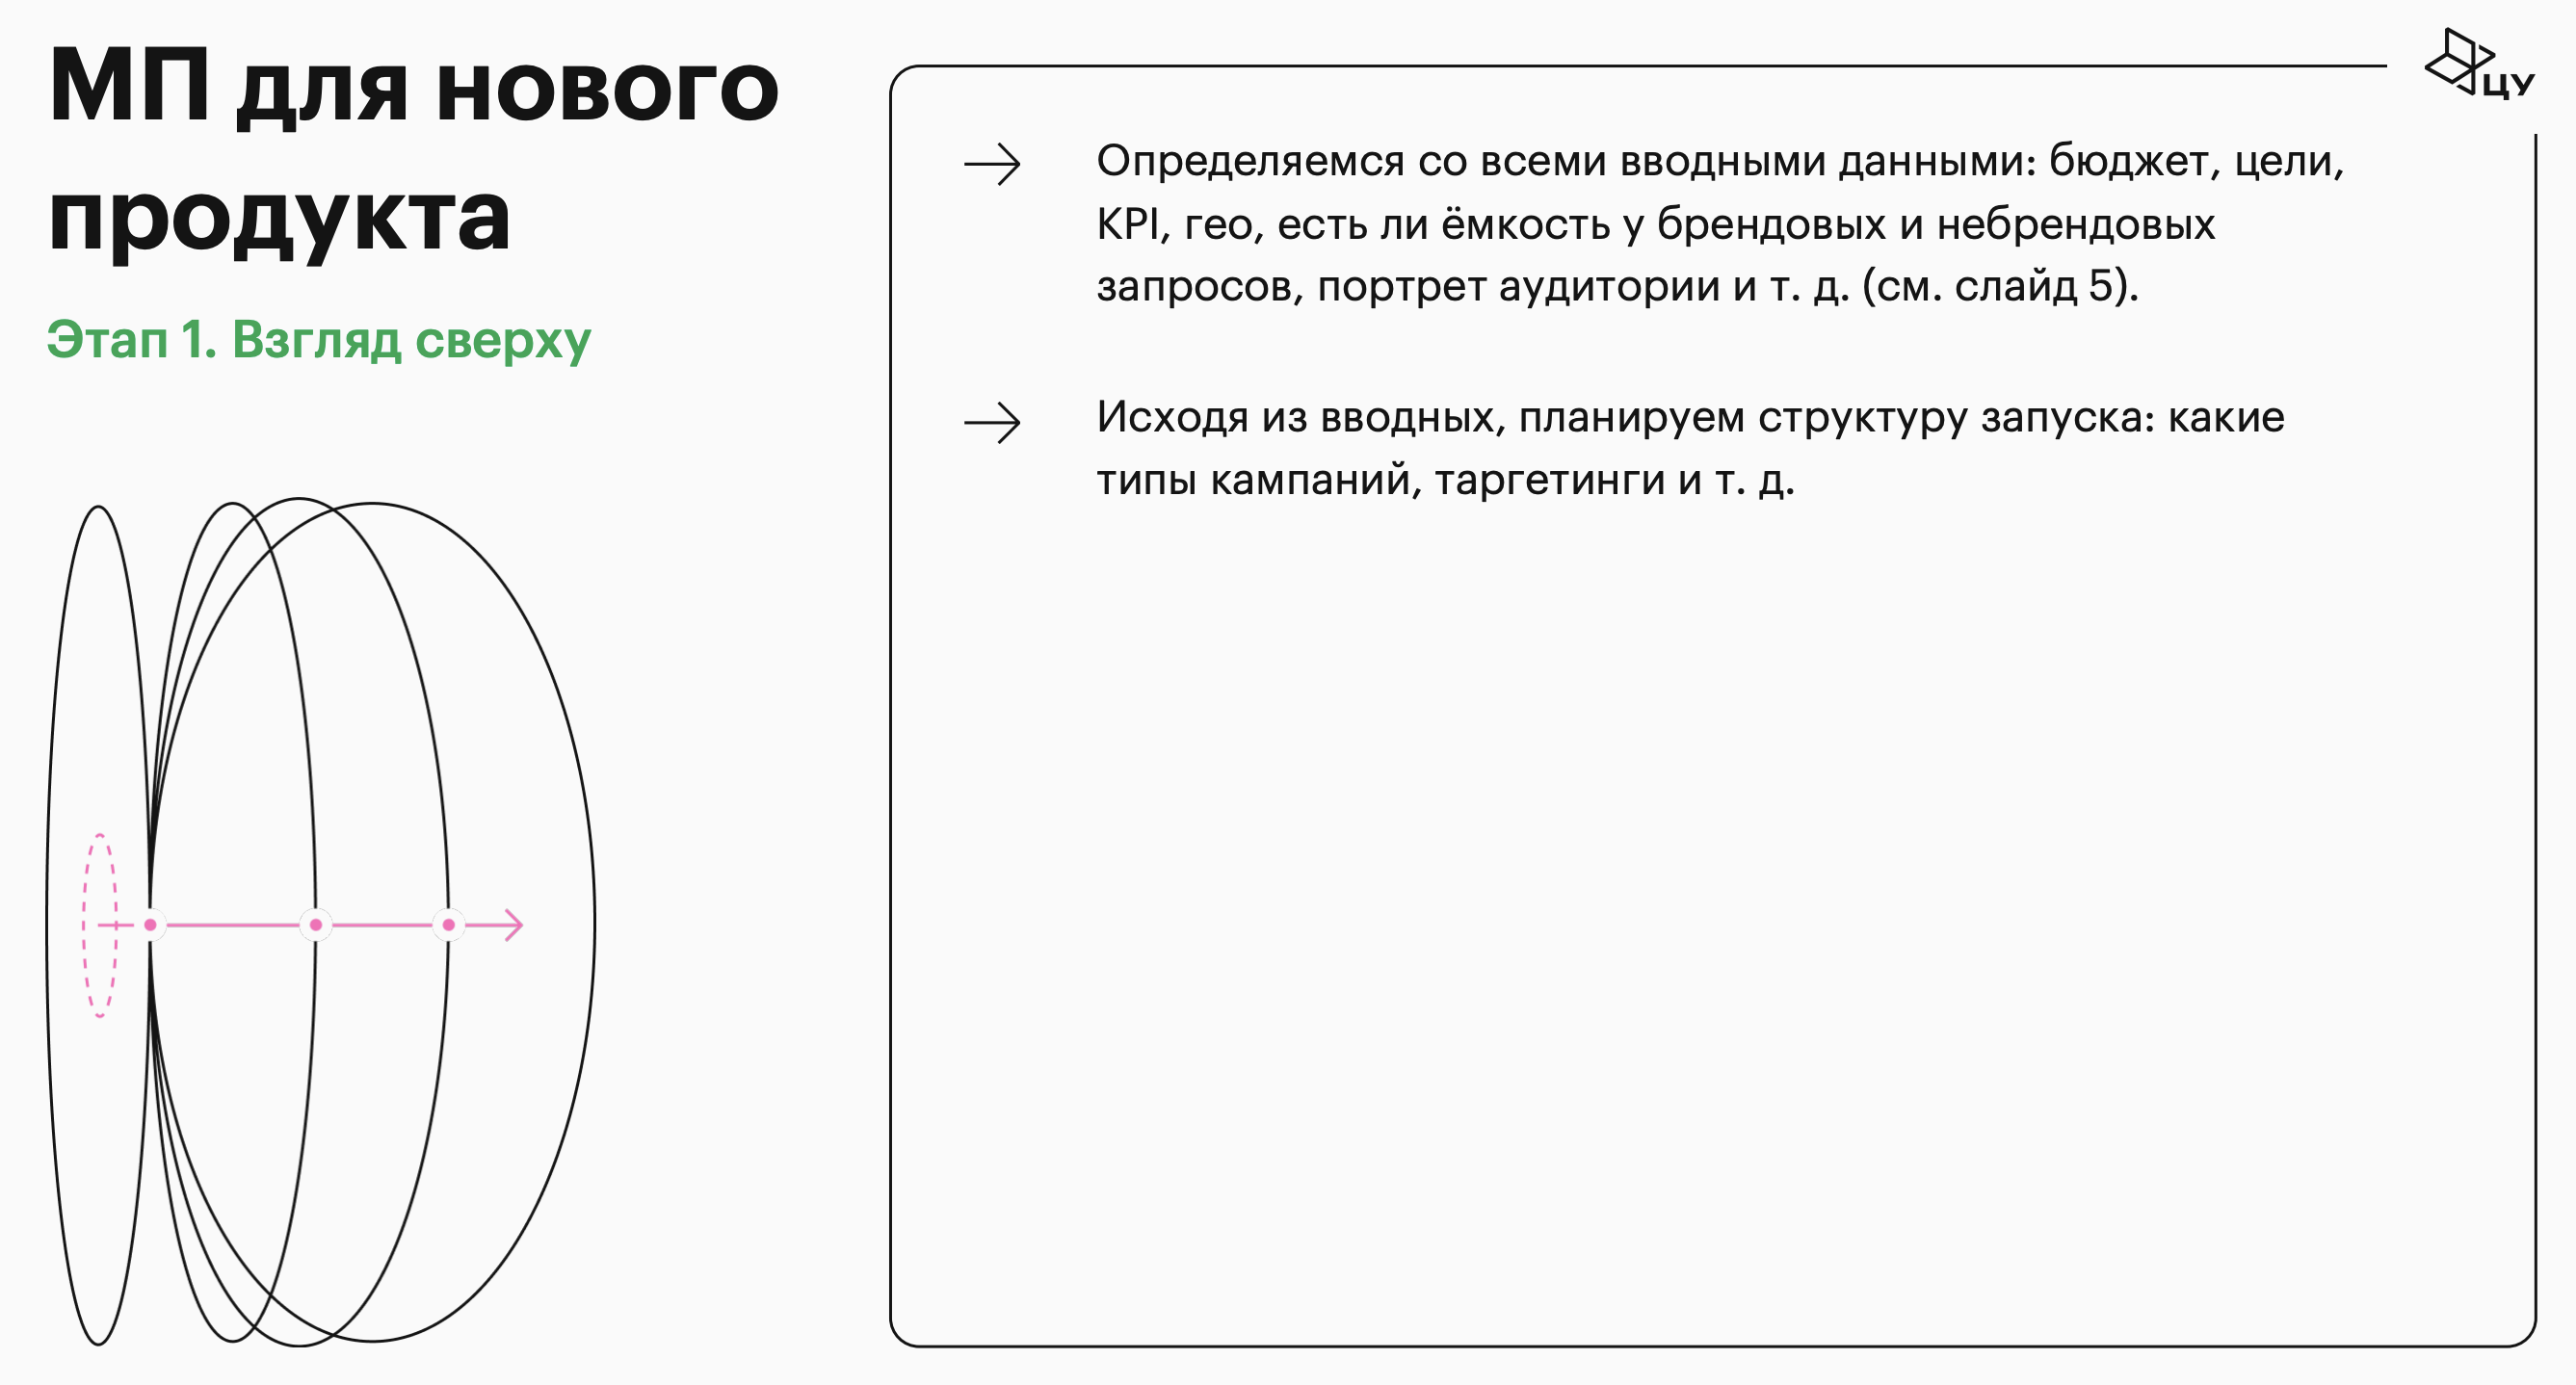 МП для нового
продукта
Этап 1. Взгляд сверху
ЦУ
Определяемся со всеми вводными данными: бюджет, цели,
KPI, гео, есть ли ёмкость у брендовых и небрендовых
запросов, портрет аудитории и т. д. (см. слайд 5).
Исходя из вводных, планируем структуру запуска: какие
типы кампаний, таргетинги и т. д.